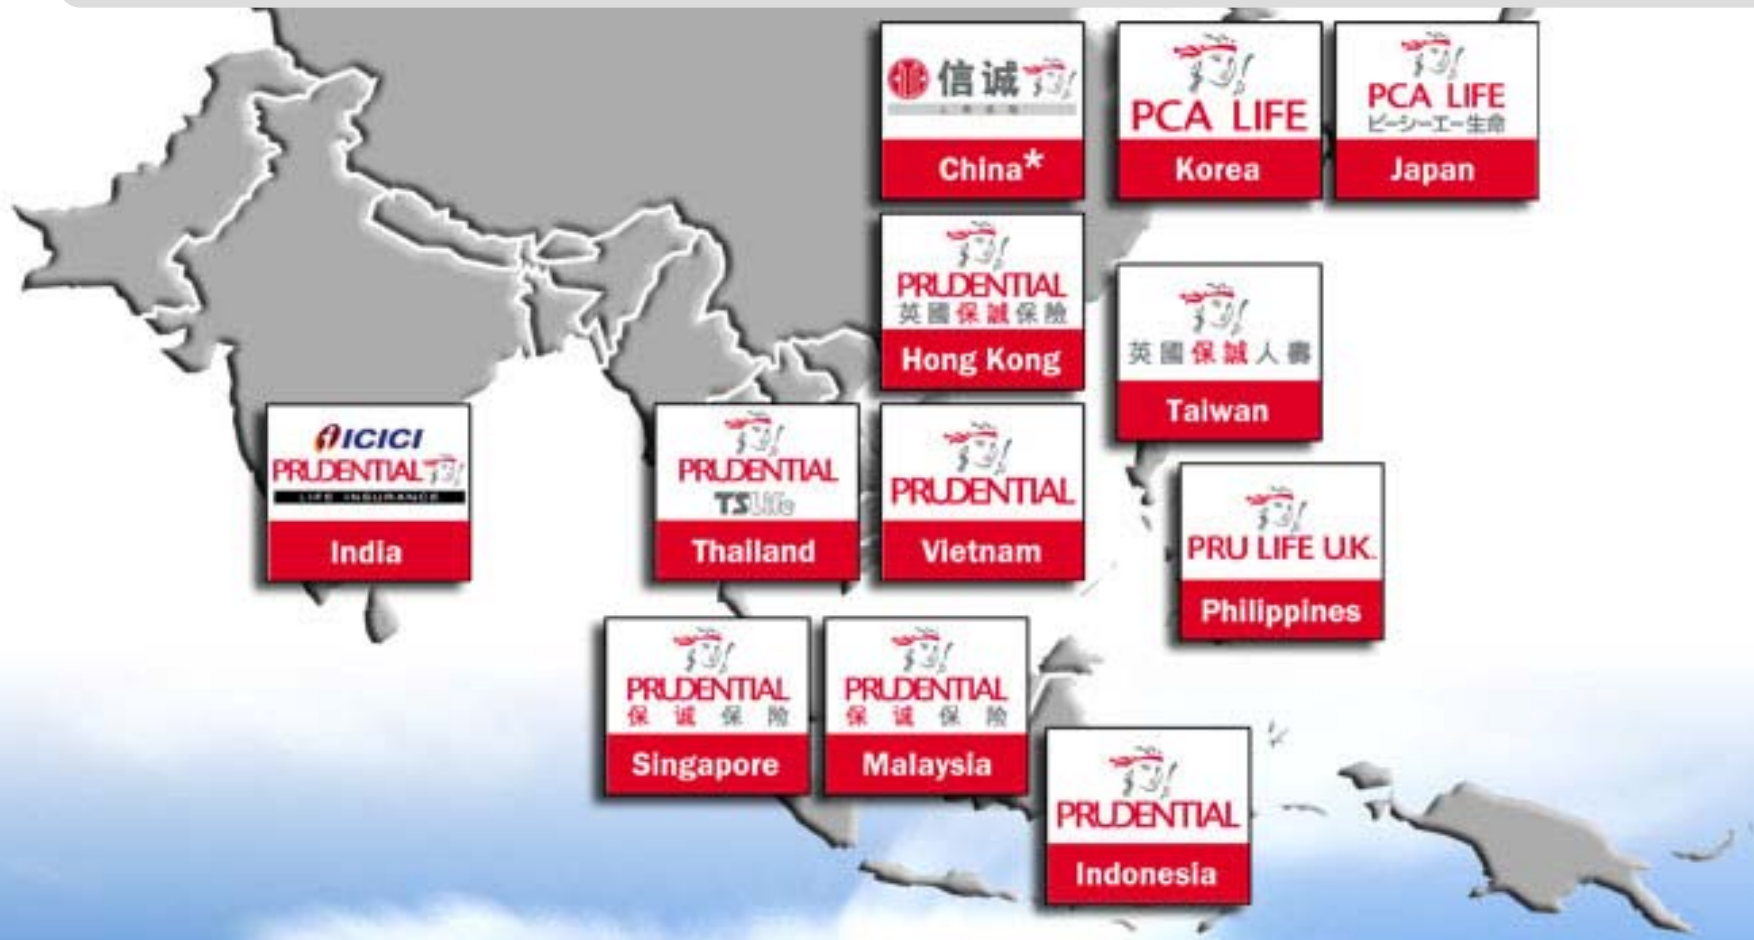 信诚
China*
PCA LIFE
Korea
PCA LIFE
ピーシーエー生命
Japan
PRUDENTIAL
英國保誠保險
Hong Kong
英國保誠人壽
Taiwan
ICICI
PRUDENTIAL
LIFE INSURANCE
India
PRUDENTIAL
TSLife
Thailand
PRUDENTIAL
Vietnam
PRU LIFE U.K.
Philippines
PRUDENTIAL
保诚保险
Singapore
PRUDENTIAL
保诚保险
Malaysia
PRUDENTIAL
Indonesia